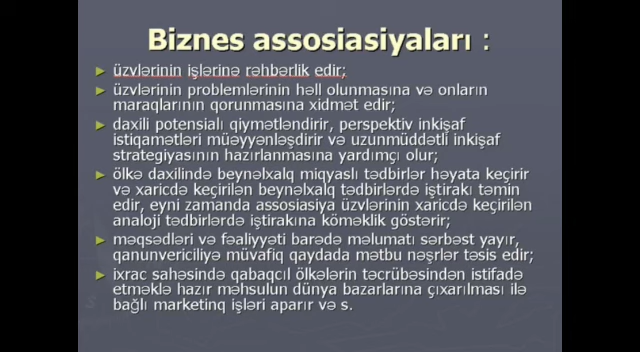 Biznes assosiasiyaları :
► üzvlərinin işlərinə rəhbərlik edir;
► üzvlərinin problemlərinin həll olunmasına və onların
maraqlarının qorunmasına xidmət edir;
► daxili potensialı qiymətləndirir, perspektiv inkişaf
istiqamətləri müəyyənləşdirir və uzunmüddətli inkişaf
strategiyasının hazırlanmasına yardımçı olur;
► ölkə daxilində beynəlxalq miqyaslı tədbirlər həyata keçirir
və xaricdə keçirilən beynəlxalq tədbirlərdə iştirakı təmin
edir, eyni zamanda assosiasiya üzvlərinin xaricdə keçirilən
analoji tədbirlərdə iştirakına köməklik göstərir;
► məqsədləri və fəaliyyəti barədə məlumatı sərbəst yayır,
qanunvericiliyə müvafiq qaydada mətbu nəşrlər təsis edir;
► ixrac sahəsində qabaqcıl ölkələrin təcrübəsindən istifadə
etməklə hazır məhsulun dünya bazarlarına çıxarılması ilə
bağlı marketinq işləri aparır və s.